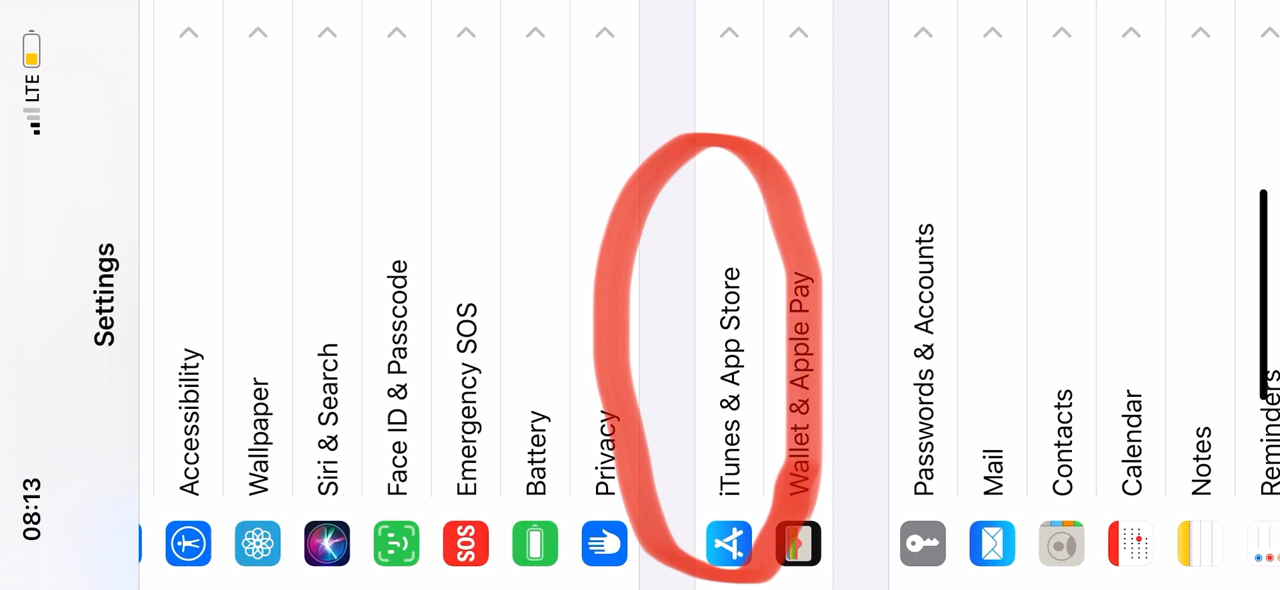 08:13
LTE
Settings
Accessibility
Wallpaper
Siri & Search
Face ID & Passcode
SOS
Emergency SOS
Battery
Privacy
iTunes & App Store
Wallet & Apple Pay
Passwords & Accounts
Mail
Contacts
Calendar
Notes
Reminders